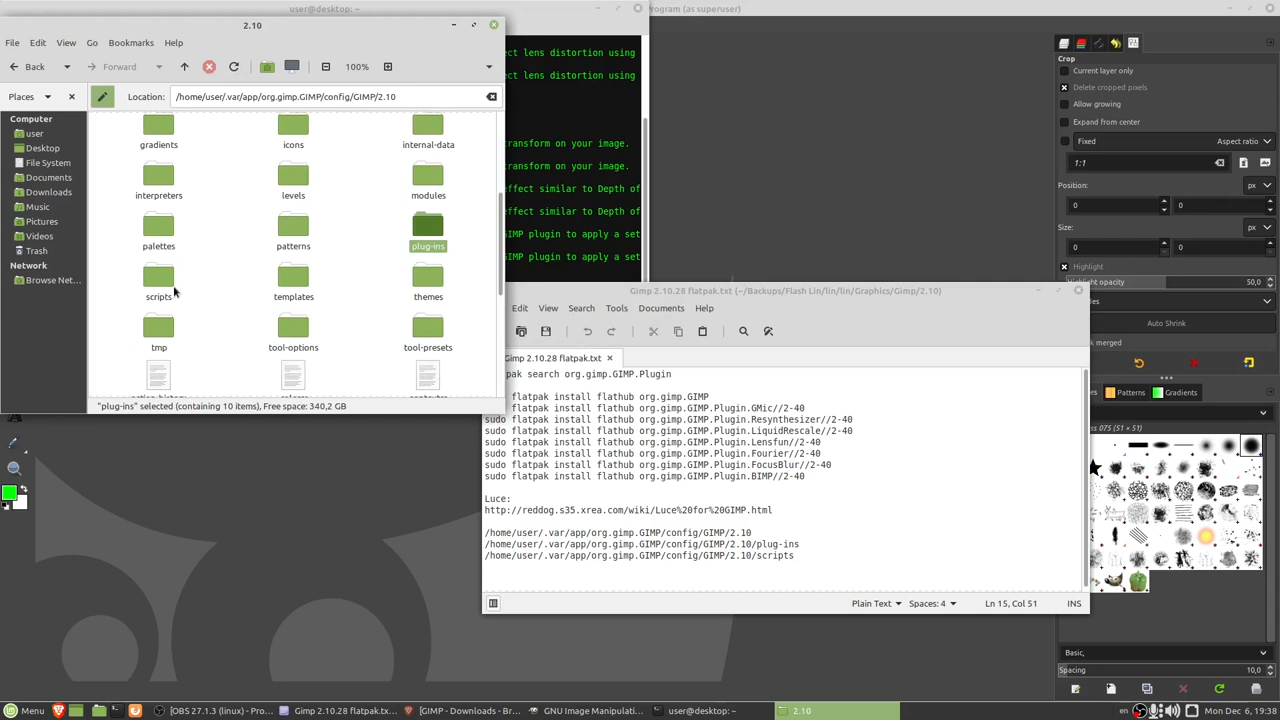 user@desktop: ~
Program (as superuser)
2.10
File Edit View Go Bookmarks Help
Back Forward 100%
Places Location: /home/user/.var/app/org.gimp.GIMP/config/GIMP/2.10
Computer
user
Desktop
File System
Documents
Downloads
Music
Pictures
Videos
Trash
Network
Browse Net...
gradients icons internal-data
interpreters levels modules
palettes patterns plug-ins
scripts templates themes
tmp tool-options tool-presets
"plug-ins" selected (containing 10 items), Free space: 340,2 GB
ect lens distortion using
ect lens distortion using
transform on your image.
transform on your image.
effect similar to Depth of
effect similar to Depth of
GIMP plugin to apply a set
GIMP plugin to apply a set
Gimp 2.10.28 flatpak.txt (~/Backups/Flash Lin/lin/lin/Graphics/Gimp/2.10)
Edit View Search Tools Documents Help
Gimp 2.10.28 flatpak.txt
pak search org.gimp.GIMP.Plugin
flatpak install flathub org.gimp.GIMP
flatpak install flathub org.gimp.GIMP.Plugin.GMic//2-40
sudo flatpak install flathub org.gimp.GIMP.Plugin.Resynthesizer//2-40
sudo flatpak install flathub org.gimp.GIMP.Plugin.LiquidRescale//2-40
sudo flatpak install flathub org.gimp.GIMP.Plugin.Lensfun//2-40
sudo flatpak install flathub org.gimp.GIMP.Plugin.Fourier//2-40
sudo flatpak install flathub org.gimp.GIMP.Plugin.FocusBlur//2-40
sudo flatpak install flathub org.gimp.GIMP.Plugin.BIMP//2-40
Luce:
http://reddog.s35.xrea.com/wiki/Luce%20for%20GIMP.html
/home/user/.var/app/org.gimp.GIMP/config/GIMP/2.10
/home/user/.var/app/org.gimp.GIMP/config/GIMP/2.10/plug-ins
/home/user/.var/app/org.gimp.GIMP/config/GIMP/2.10/scripts
Plain Text Spaces: 4 Ln 15, Col 51 INS
Crop
Current layer only
Delete cropped pixels
Allow growing
Expand from center
Fixed Aspect ratio
1:1
Position: px
0 0
Size: px
0 0
Highlight
Highlight opacity 50,0
Auto Shrink
k merged
Patterns Gradients
ess 075 (51 × 51)
Basic,
Spacing 10,0
Menu [OBS 27.1.3 (linux) - Pro... Gimp 2.10.28 flatpak.txt... [GIMP - Downloads - Br... GNU Image Manipulati... user@desktop: ~ 2.10 en Mon Dec 6, 19:38